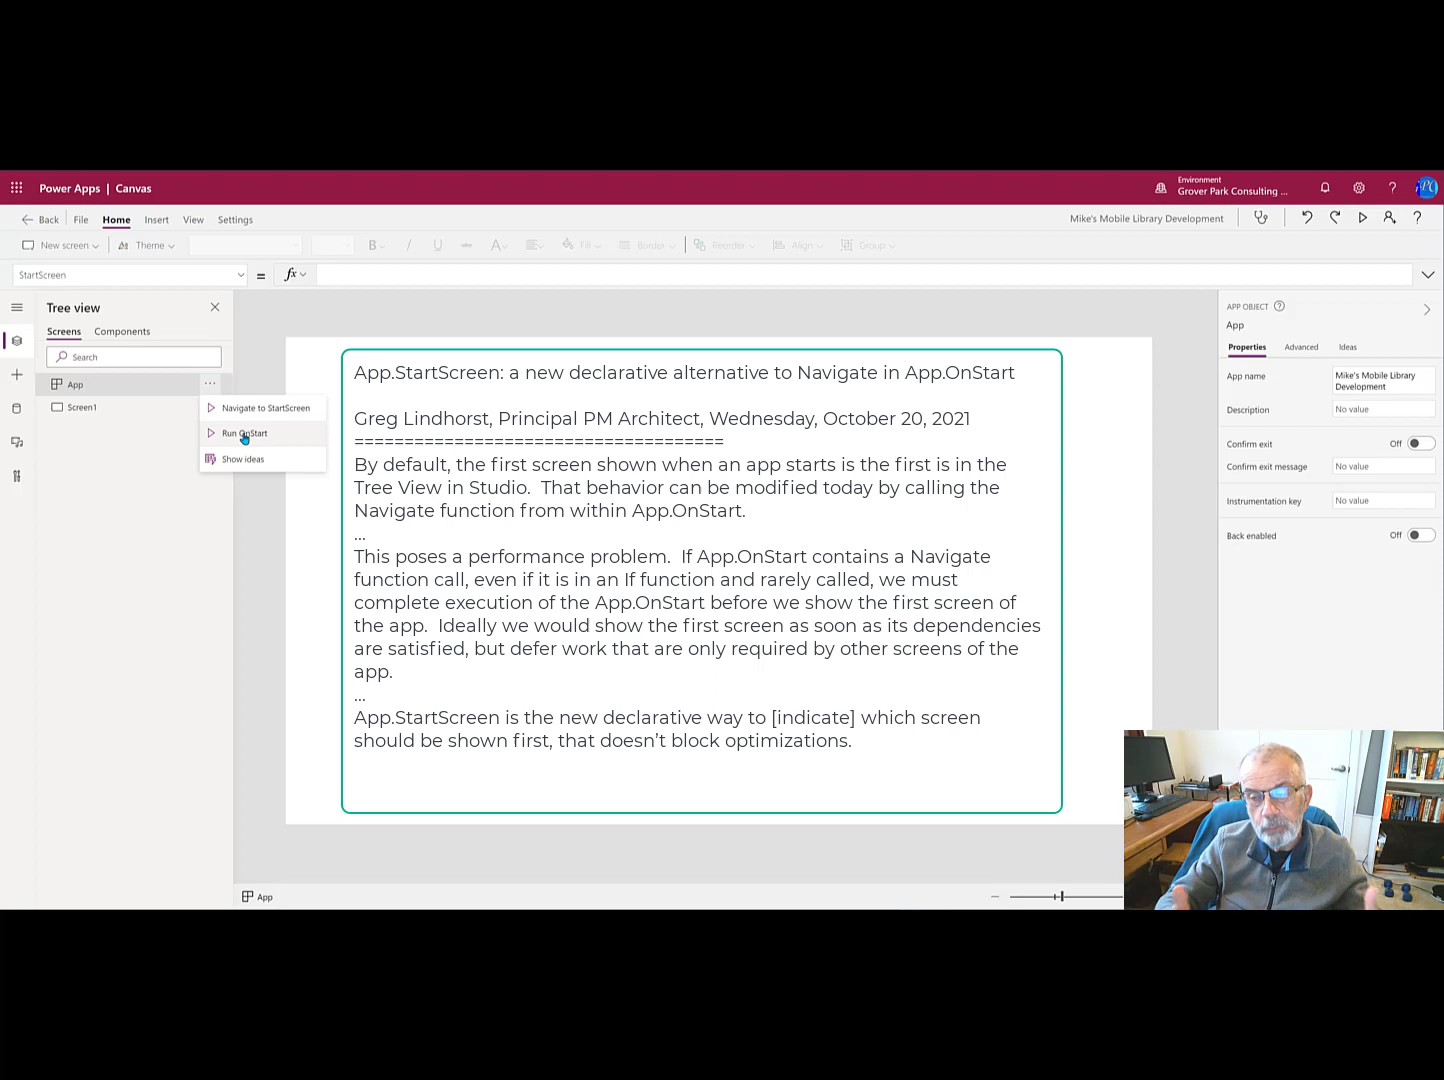 Power Apps | Canvas
Environment
Grover Park Consulting ...
Back
File
Home
Insert
View
Settings
Mike's Mobile Library Development
New screen
Theme
B
I
U
abc
A
Fill
Border
Reorder
Align
Group
StartScreen
=
fx
Tree view
Screens
Components
Search
App
...
Screen1
Navigate to StartScreen
Run OnStart
Show ideas
App.StartScreen: a new declarative alternative to Navigate in App.OnStart
Greg Lindhorst, Principal PM Architect, Wednesday, October 20, 2021
=====================================
By default, the first screen shown when an app starts is the first is in the
Tree View in Studio.  That behavior can be modified today by calling the
Navigate function from within App.OnStart.
...
This poses a performance problem.  If App.OnStart contains a Navigate
function call, even if it is in an If function and rarely called, we must
complete execution of the App.OnStart before we show the first screen of
the app.  Ideally we would show the first screen as soon as its dependencies
are satisfied, but defer work that are only required by other screens of the
app.
...
App.StartScreen is the new declarative way to [indicate] which screen
should be shown first, that doesn't block optimizations.
APP OBJECT
App
Properties
Advanced
Ideas
App name
Mike's Mobile Library
Development
Description
No value
Confirm exit
Off
Confirm exit message
No value
Instrumentation key
No value
Back enabled
Off
App